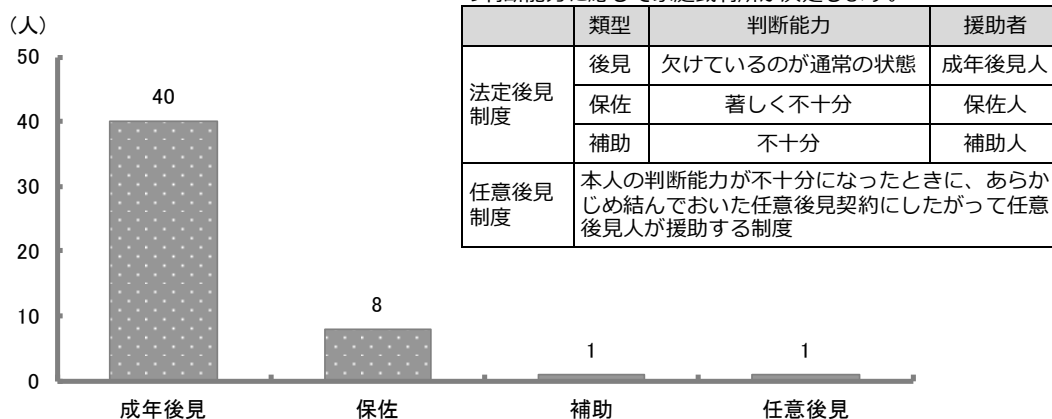 （人）
50
40
30
20
10
0
40
8
1
1
成年後見
保佐
補助
任意後見
類型
判断能力
援助者
法定後見
制度
後見
欠けているのが通常の状態
成年後見人
保佐
著しく不十分
保佐人
補助
不十分
補助人
任意後見
制度
本人の判断能力が不十分になったときに、あらか
じめ結んでおいた任意後見契約にしたがって任意
後見人が援助する制度